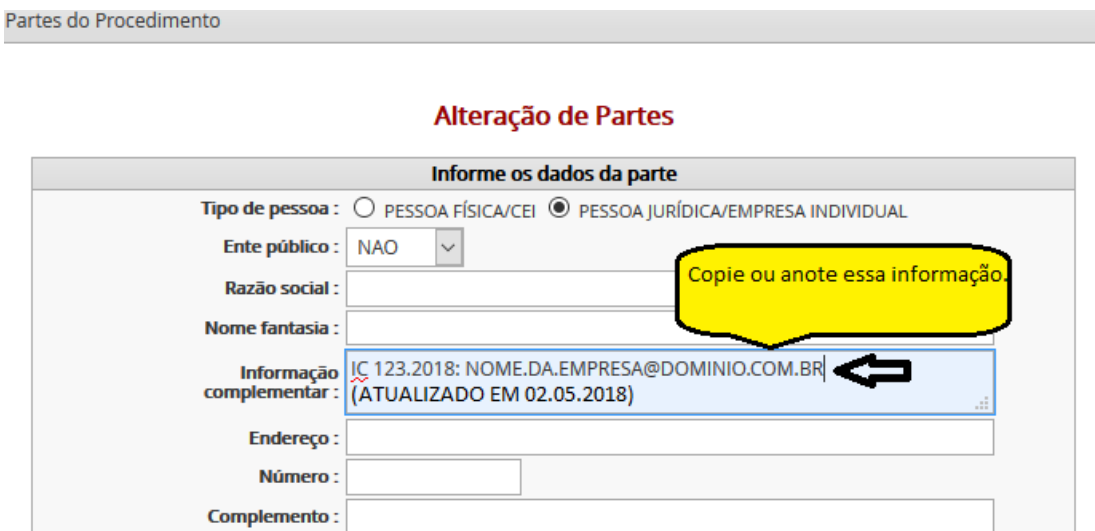 Partes do Procedimento
Alteração de Partes
Informe os dados da parte
Tipo de pessoa : PESSOA FÍSICA/CEI PESSOA JURÍDICA/EMPRESA INDIVIDUAL
Ente público : NAO
Copie ou anote essa informação.
Razão social :
Nome fantasia :
Informação complementar : IC 123.2018: NOME.DA.EMPRESA@DOMINIO.COM.BR
(ATUALIZADO EM 02.05.2018)
Endereço :
Número :
Complemento :